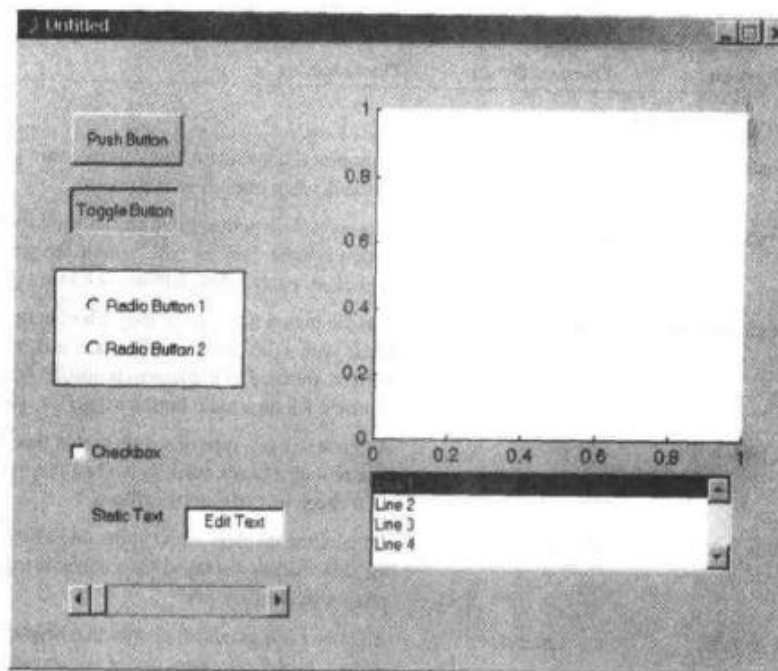 Untitled
Push Button
Toggle Button
Radio Button 1
Radio Button 2
Checkbox
Static Text
Edit Text
1
0.8
0.6
0.4
0.2
0
0 0.2 0.4 0.6 0.8 1
Line 2
Line 3
Line 4